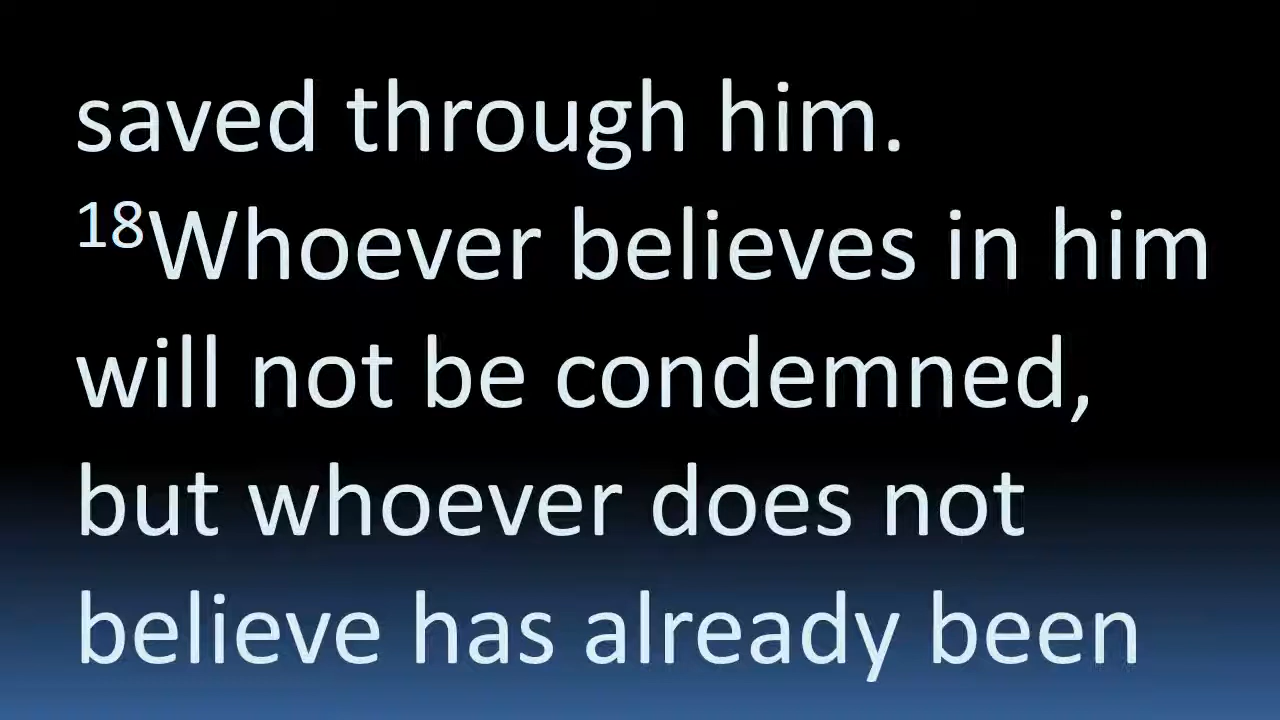 saved through him.
¹⁸Whoever believes in him
will not be condemned,
but whoever does not
believe has already been